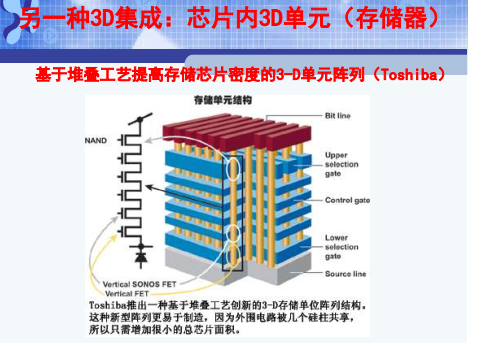 另一种3D集成：芯片内3D单元（存储器）
基于堆叠工艺提高存储芯片密度的3-D单元阵列（Toshiba）
存储单元结构
Bit line
NAND
Upper
selection
gate
Control gate
Lower
selection
gate
Source line
Vertical SONOS FET
Vertical FET
Toshiba推出一种基于堆叠工艺创新的3-D存储单位阵列结构。
这种新型阵列更易于制造，因为外围电路被几个硅柱共享，
所以只需增加很小的总芯片面积。